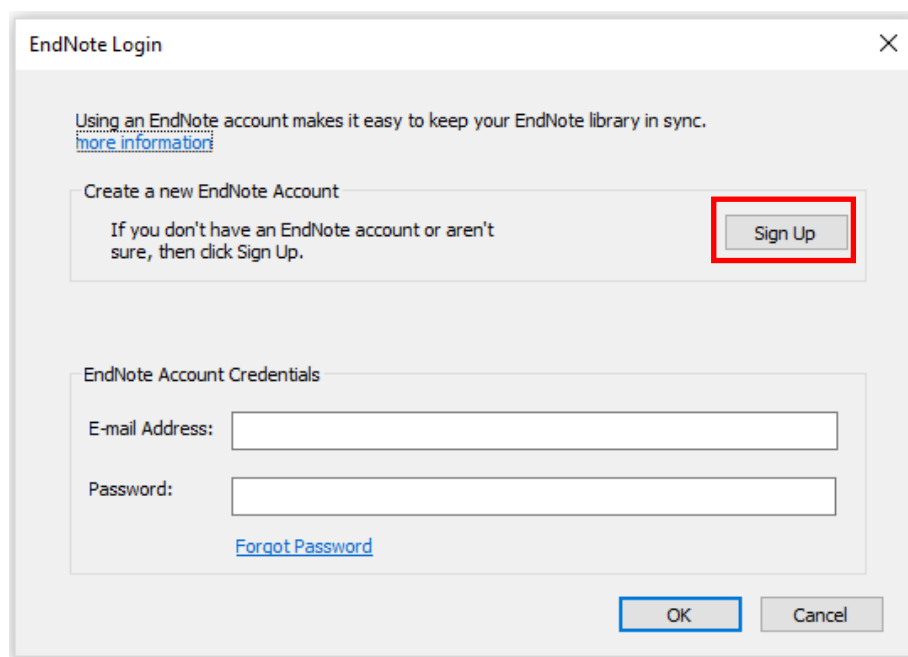 EndNote Login
Using an EndNote account makes it easy to keep your EndNote library in sync.
more information
Create a new EndNote Account
If you don't have an EndNote account or aren't
sure, then click Sign Up.
Sign Up
EndNote Account Credentials
E-mail Address:
Password:
Forgot Password
OK
Cancel